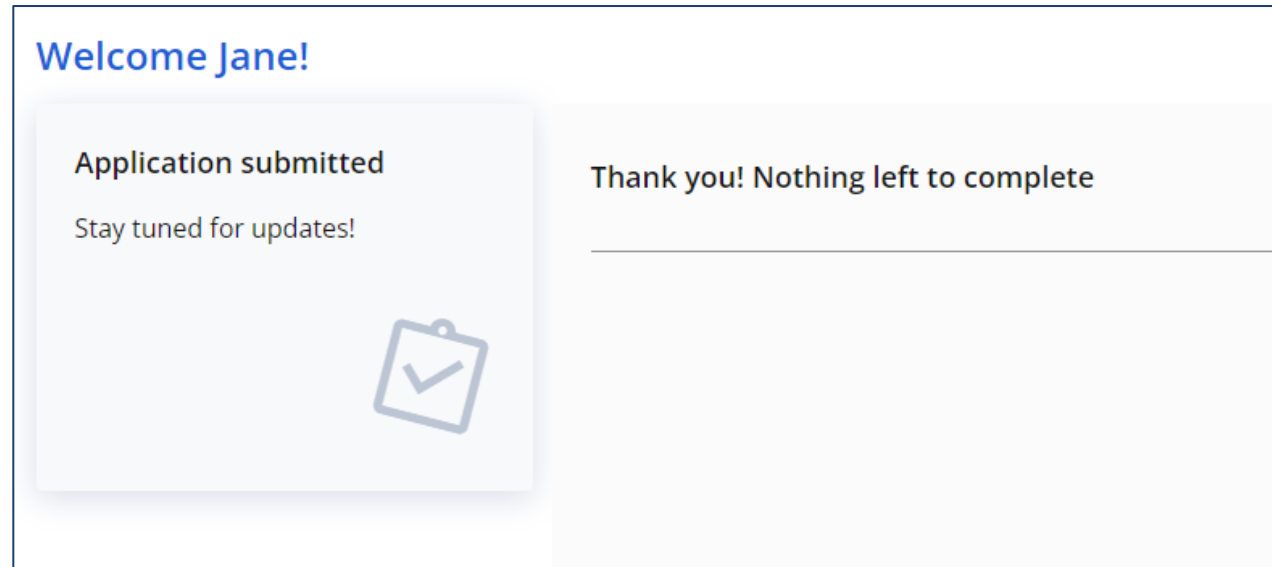 Welcome Jane!
Application submitted
Stay tuned for updates!
Thank you! Nothing left to complete